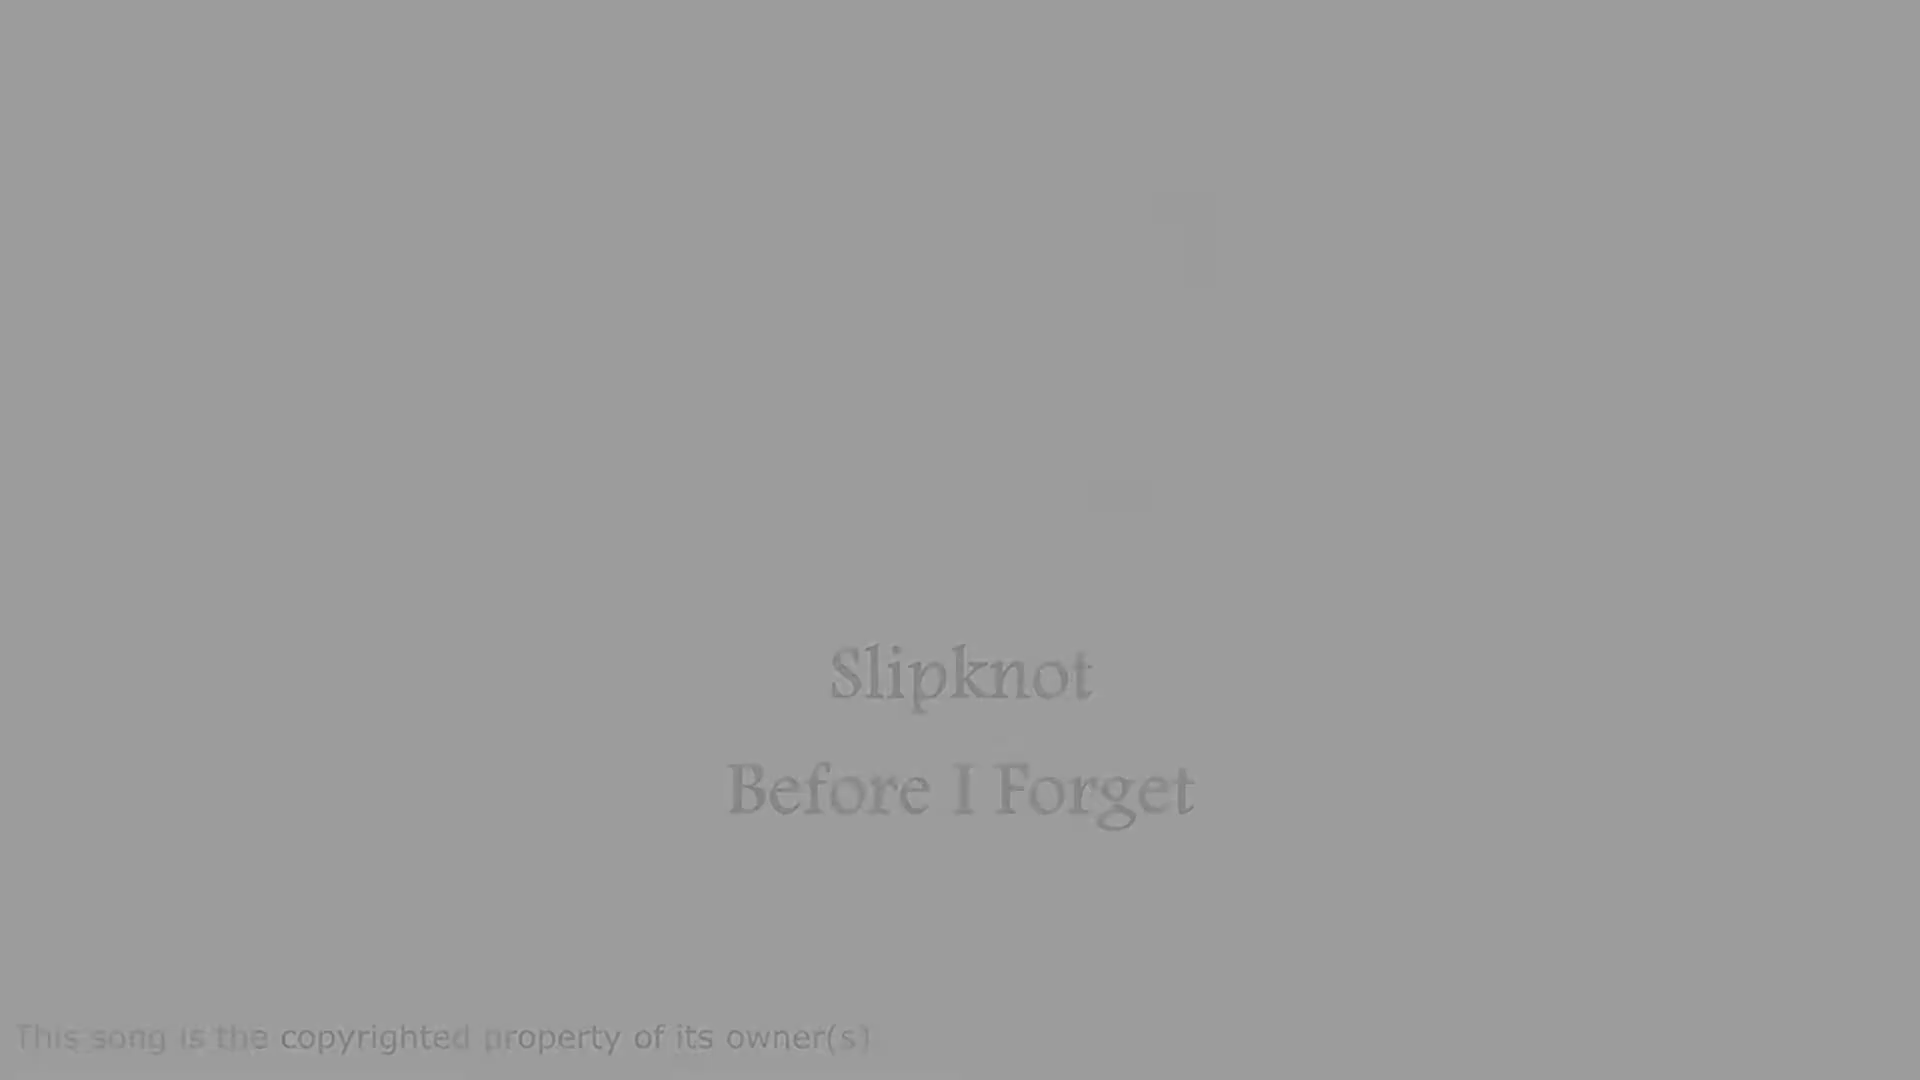 Slipknot
Before I Forget
This song is the copyrighted property of its owner(s)